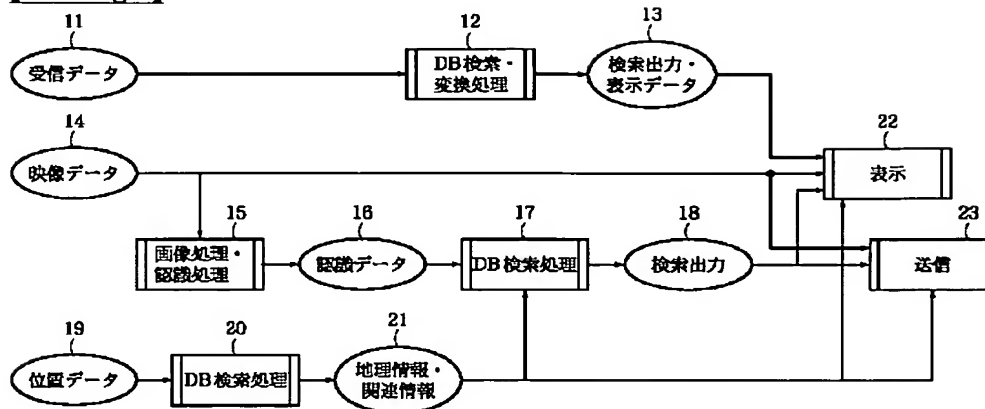 11
12
13
受信データ
DB検索・
変換処理
検索出力・
表示データ
14
22
映像データ
表示
15
16
17
18
23
画像処理・
認識処理
認識データ
DB検索処理
検索出力
送信
19
20
21
位置データ
DB検索処理
地理情報・
関連情報